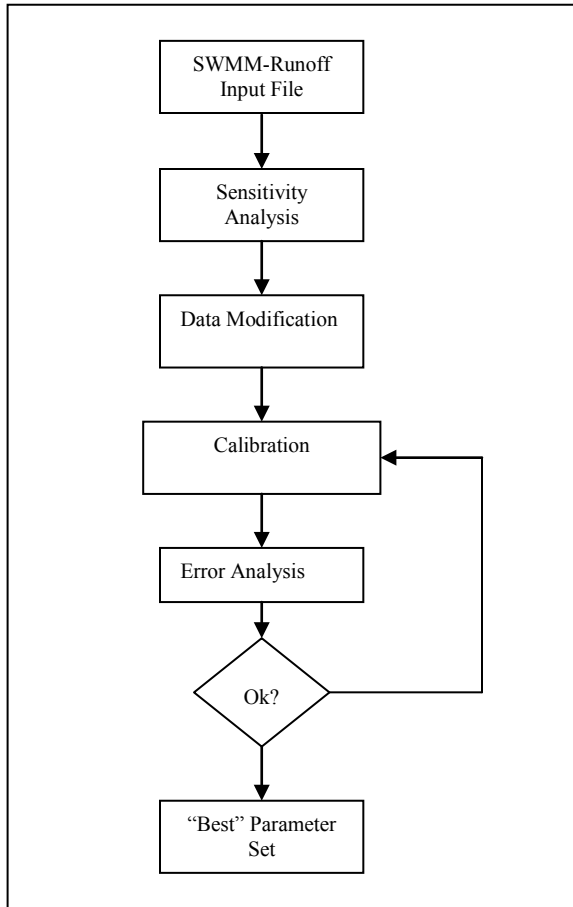 SWMM-Runoff
Input File
Sensitivity
Analysis
Data Modification
Calibration
Error Analysis
Ok?
“Best” Parameter
Set